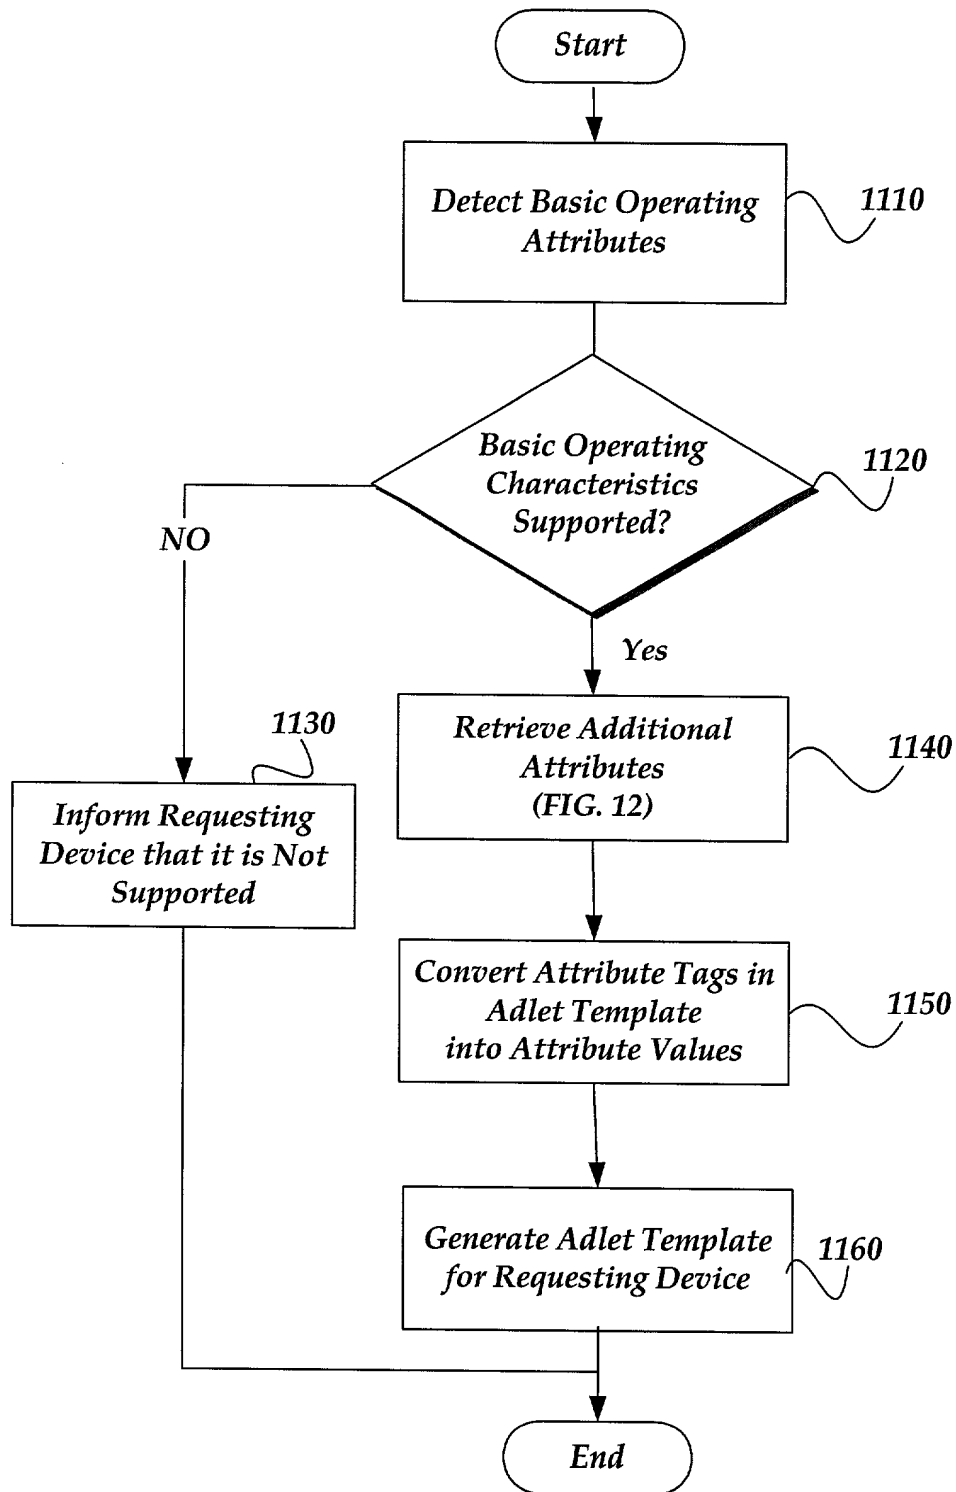 Start
Detect Basic Operating
Attributes
1110
Basic Operating
Characteristics
Supported?
1120
NO
Yes
1130
Inform Requesting
Device that it is Not
Supported
Retrieve Additional
Attributes
(FIG. 12)
1140
Convert Attribute Tags in
Adlet Template
into Attribute Values
1150
Generate Adlet Template
for Requesting Device
1160
End